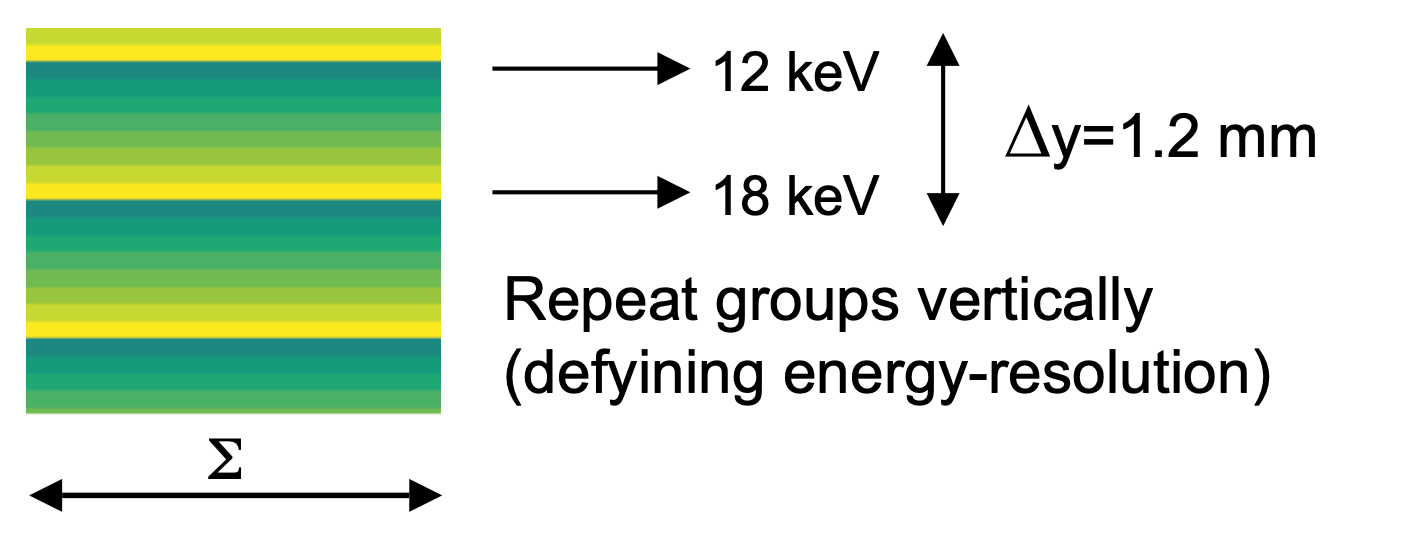 12 keV
Δy=1.2 mm
18 keV
Repeat groups vertically
(defyining energy-resolution)
Σ